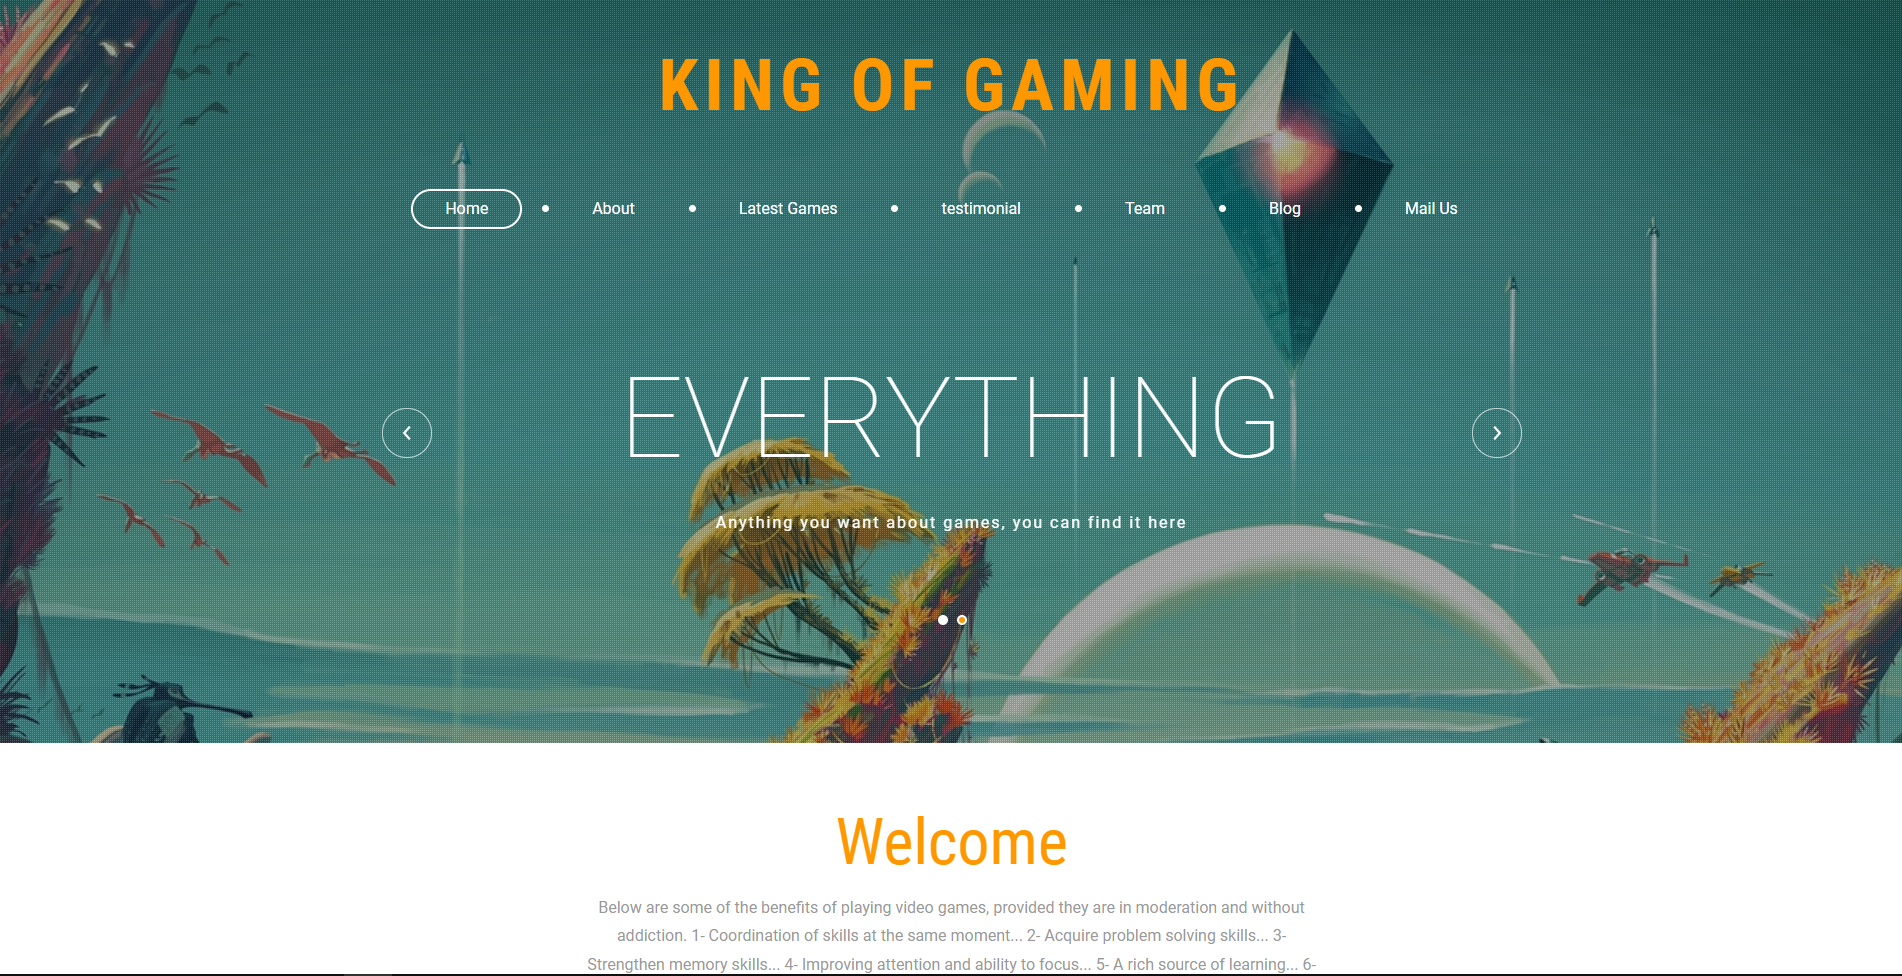 KING OF GAMING
Home About Latest Games testimonial Team Blog Mail Us
EVERYTHING
Anything you want about games, you can find it here
Welcome
Below are some of the benefits of playing video games, provided they are in moderation and without
addiction. 1- Coordination of skills at the same moment... 2- Acquire problem solving skills... 3-
Strengthen memory skills... 4- Improving attention and ability to focus... 5- A rich source of learning... 6-